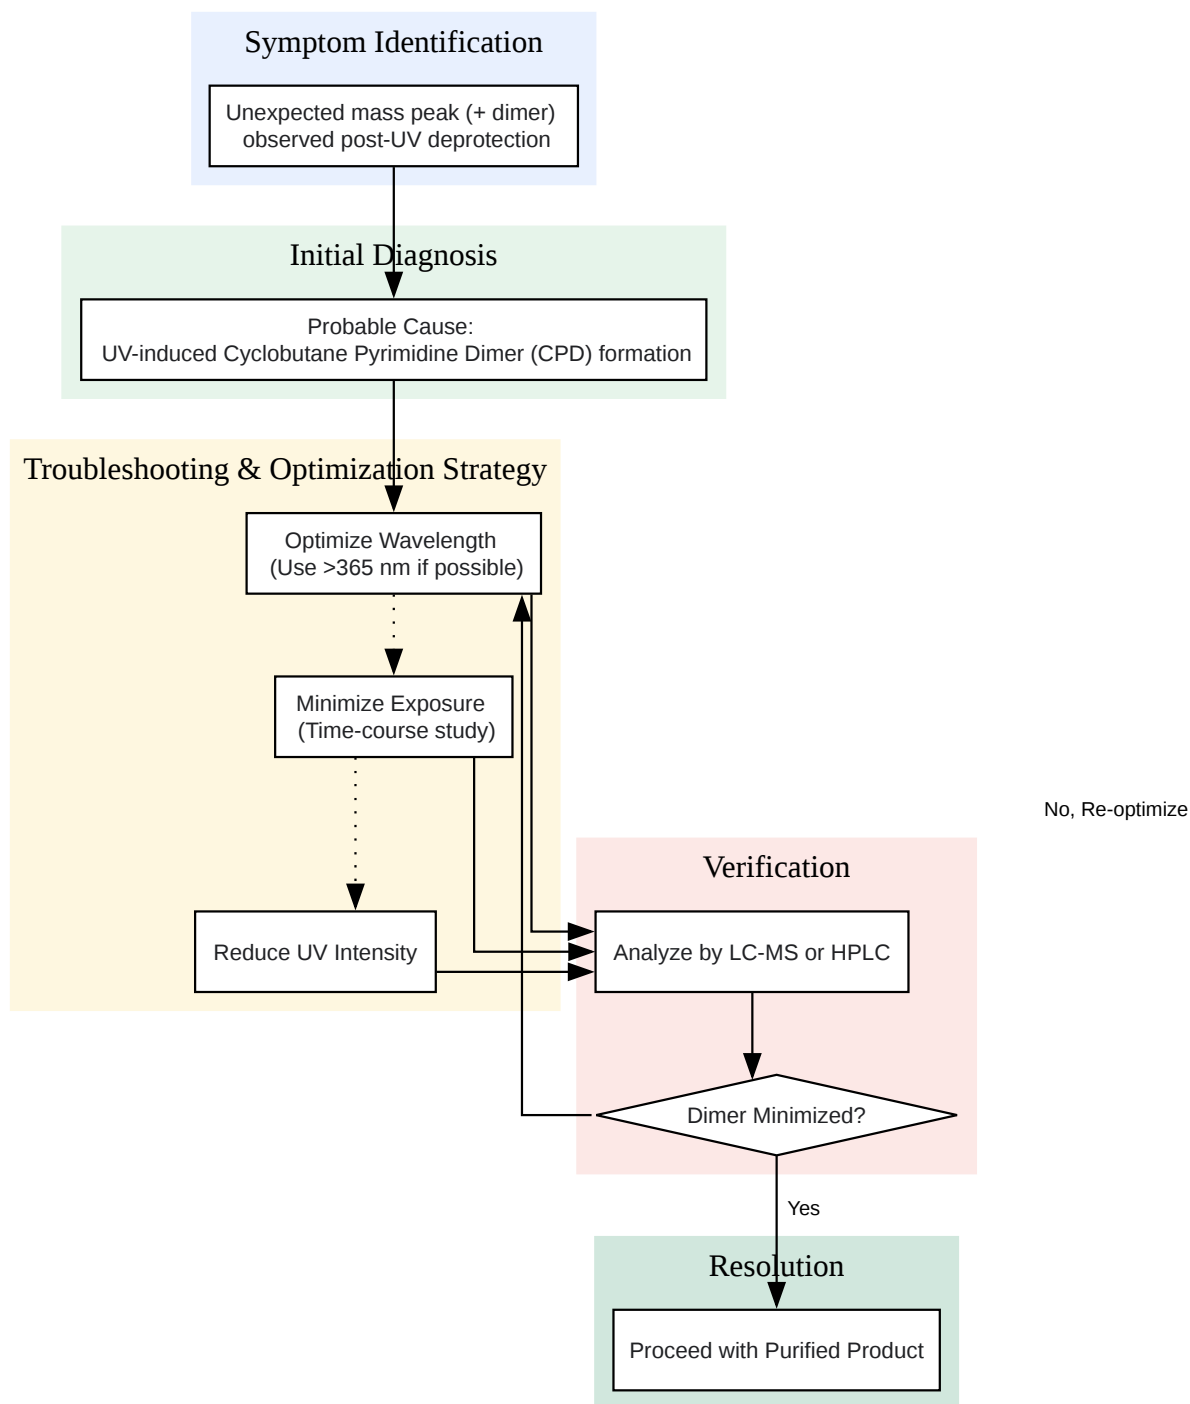 Symptom Identification
Unexpected mass peak (+ dimer)
observed post-UV deprotection
Initial Diagnosis
Probable Cause:
UV-induced Cyclobutane Pyrimidine Dimer (CPD) formation
Troubleshooting & Optimization Strategy
Optimize Wavelength
(Use >365 nm if possible)
Minimize Exposure
(Time-course study)
No, Re-optimize
Verification
Reduce UV Intensity
Analyze by LC-MS or HPLC
Dimer Minimized?
Yes
Resolution
Proceed with Purified Product